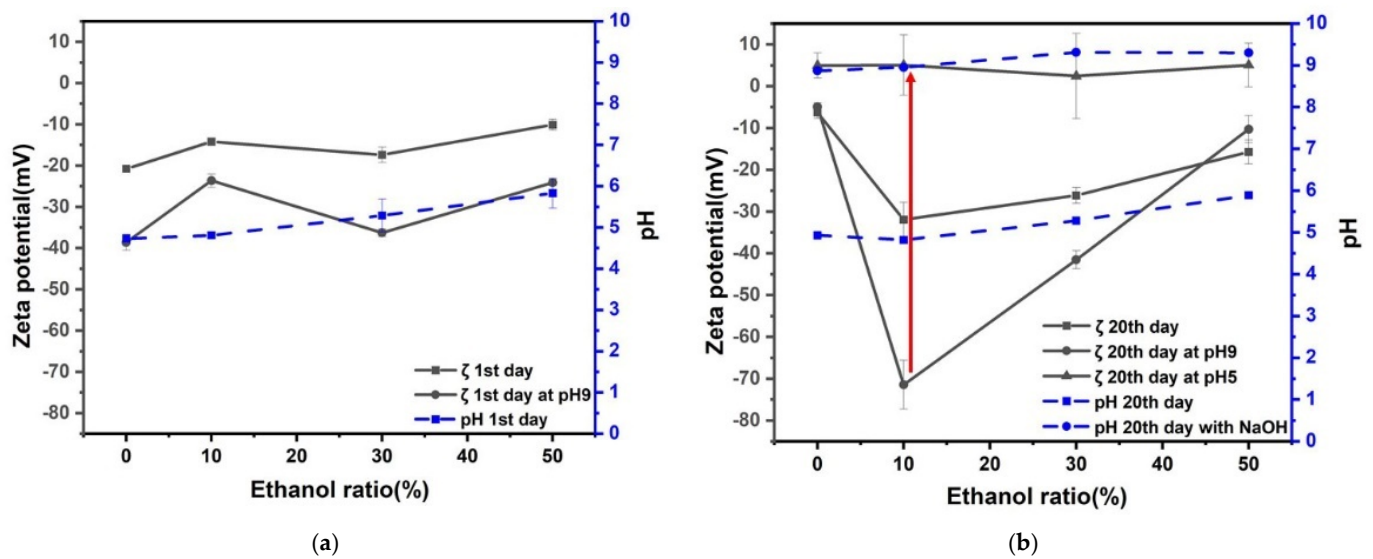 10
0
-10
-20
-30
-40
-50
-60
-70
-80
Zeta potential(mV)
ζ 1st day
ζ 1st day at pH9
pH 1st day
10
9
8
7
6
5
4
3
2
1
0
pH
0 10 20 30 40 50
Ethanol ratio(%)
(a)
10
0
-10
-20
-30
-40
-50
-60
-70
-80
Zeta potential(mV)
ζ 20th day
ζ 20th day at pH9
ζ 20th day at pH5
pH 20th day
pH 20th day with NaOH
10
9
8
7
6
5
4
3
2
1
0
pH
0 10 20 30 40 50
Ethanol ratio(%)
(b)